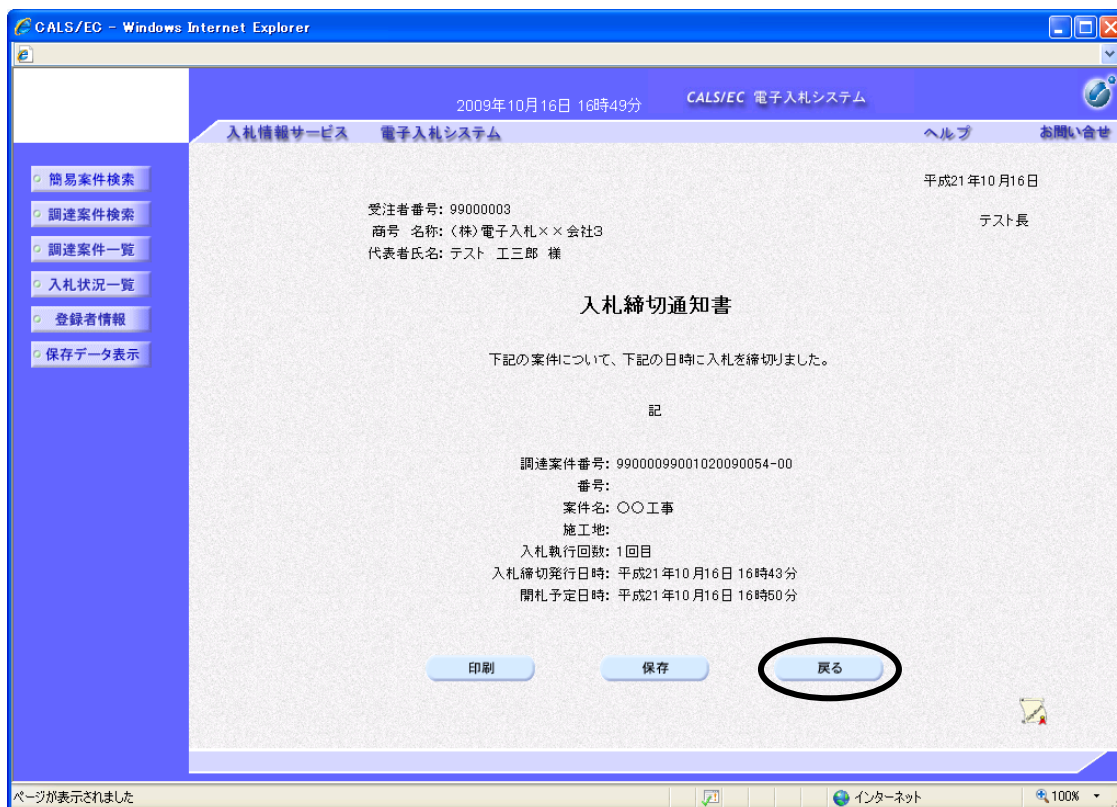 CALS/EC - Windows Internet Explorer
2009年10月16日 16時49分
CALS/EC 電子入札システム
入札情報サービス 電子入札システム ヘルプ お問い合せ
簡易案件検索
調達案件検索
調達案件一覧
入札状況一覧
登録者情報
保存データ表示
平成21年10月16日
テスト長
受注者番号: 99000003
商号 名称: (株)電子入札××会社3
代表者氏名: テスト 工三郎 様
入札締切通知書
下記の案件について、下記の日時に入札を締切りました。
記
調達案件番号: 99000099001020090054-00
番号:
案件名: 〇〇工事
施工地:
入札執行回数: 1回目
入札締切発行日時: 平成21年10月16日 16時43分
開札予定日時: 平成21年10月16日 16時50分
印刷 保存 戻る
ページが表示されました インターネット 100%